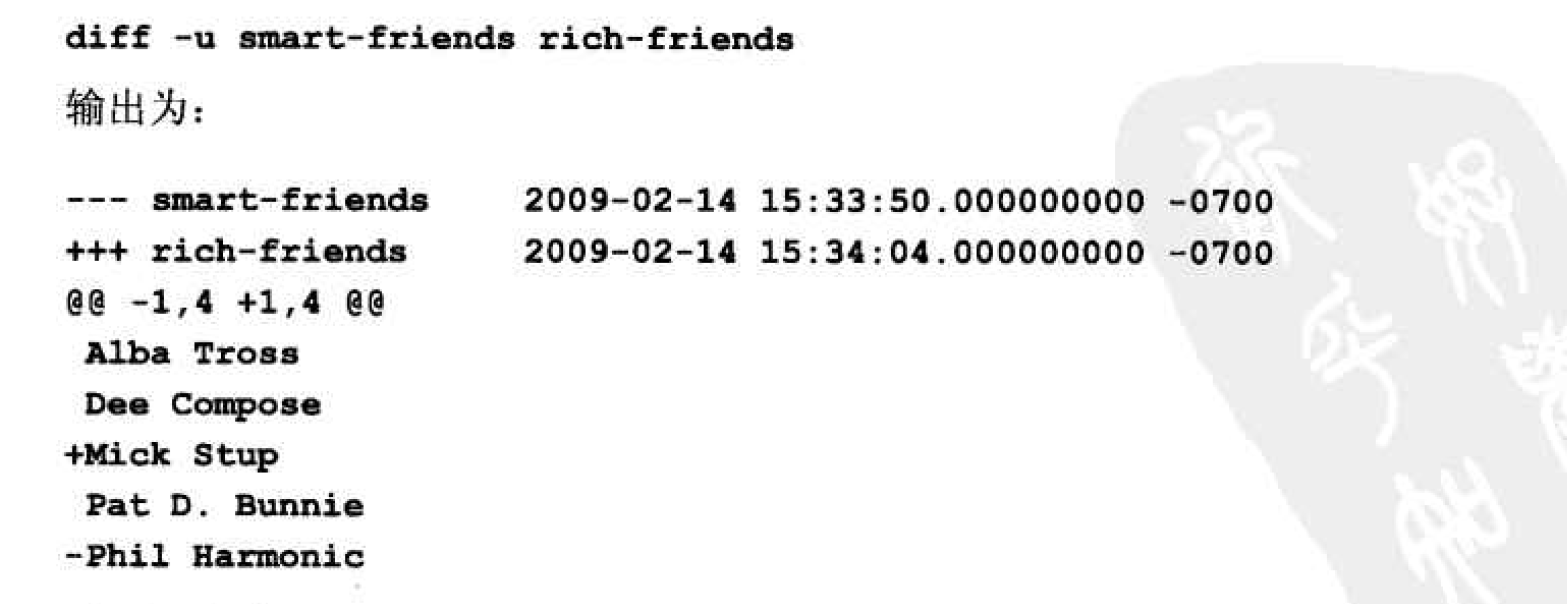 diff -u smart-friends rich-friends
输出为：
--- smart-friends 2009-02-14 15:33:50.000000000 -0700
+++ rich-friends 2009-02-14 15:34:04.000000000 -0700
@@ -1,4 +1,4 @@
 Alba Tross
 Dee Compose
+Mick Stup
 Pat D. Bunnie
-Phil Harmonic